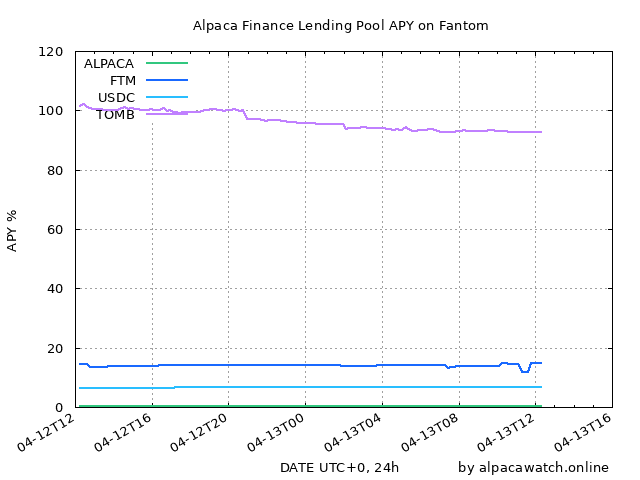 Alpaca Finance Lending Pool APY on Fantom
120
100
80
60
40
20
0
APY %
ALPACA
FTM
USDC
TOMB
04-12T12
04-12T16
04-12T20
04-13T00
04-13T04
04-13T08
04-13T12
04-13T16
DATE UTC+0, 24h
by alpacawatch.online